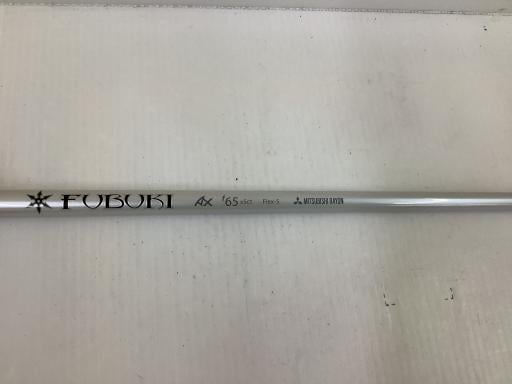 FUBUKI AX f65 x5ct Flex-S MITSUBISHI RAYON